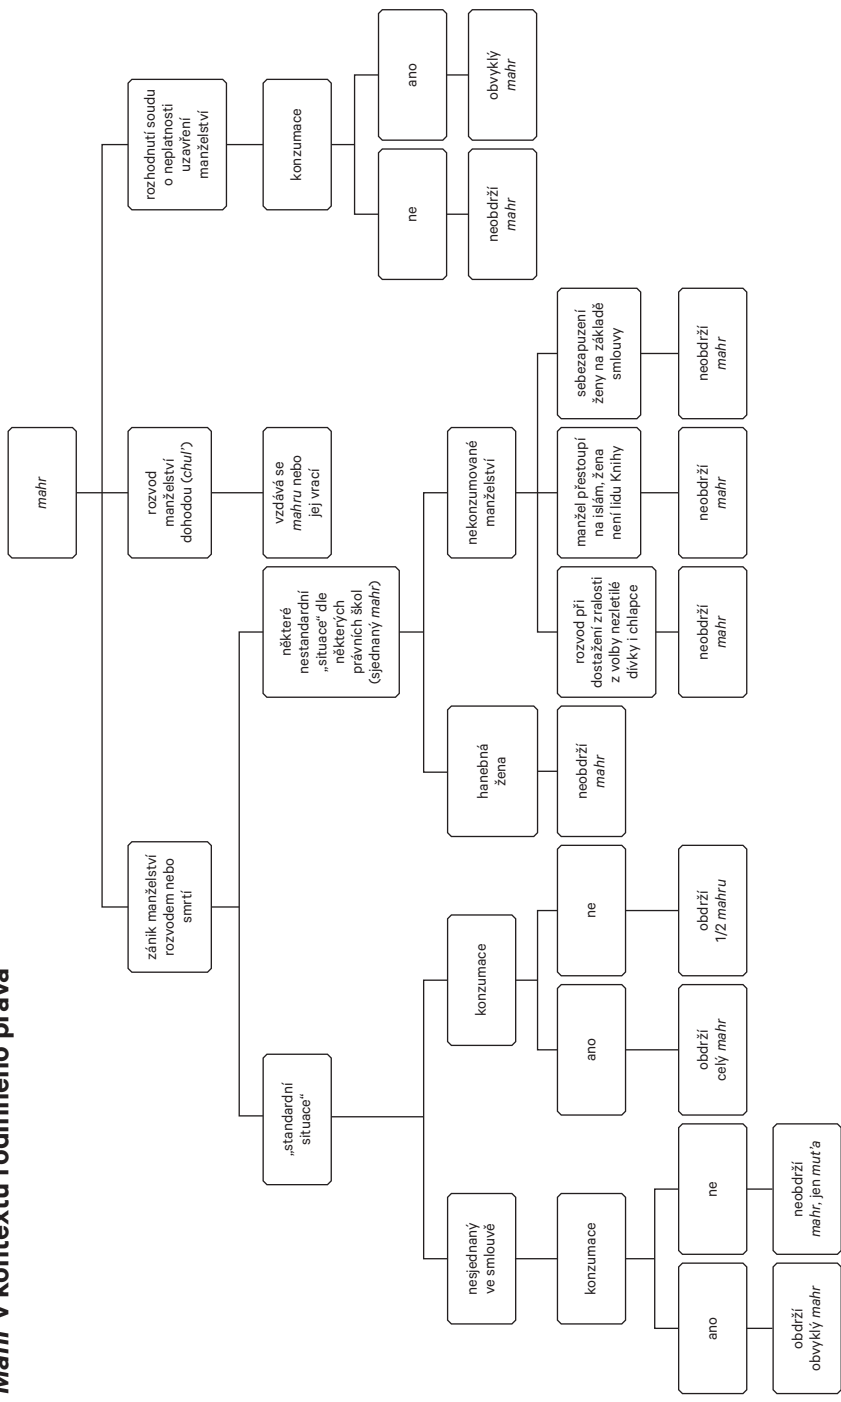 Mahr v kontextu rodinného práva
mahr
zánik manželství
rozvodem nebo
smrtí
rozvod
manželství
dohodou (chul')
rozhodnutí soudu
o neplatnosti
uzavření
manželství
„standardní
situace"
některé
nestandardní
„situace" dle
některých
právních škol
(sjednaný mahr)
vzdává se
mahru nebo
jej vrací
konzumace
nesjednaný
ve smlouvě
konzumace
hanebná
žena
nekonzumované
manželství
ne
ano
konzumace
ano
ne
neobdrží
mahr
rozvod při
dostažení zralosti
z volby nezletilé
dívky i chlapce
manžel přestoupí
na islám, žena
není lidu Knihy
sebezapuzení
ženy na základě
smlouvy
neobdrží
mahr
obvyklý
mahr
ano
ne
obdrží
celý mahr
obdrží
1/2 mahru
neobdrží
mahr
neobdrží
mahr
neobdrží
mahr
obdrží
obvyklý mahr
neobdrží
mahr, jen mut'a